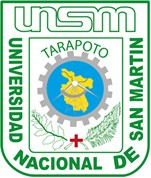 unsm
TARAPOTO
UNIVERSIDAD
NACIONAL DE
SAN MARTIN